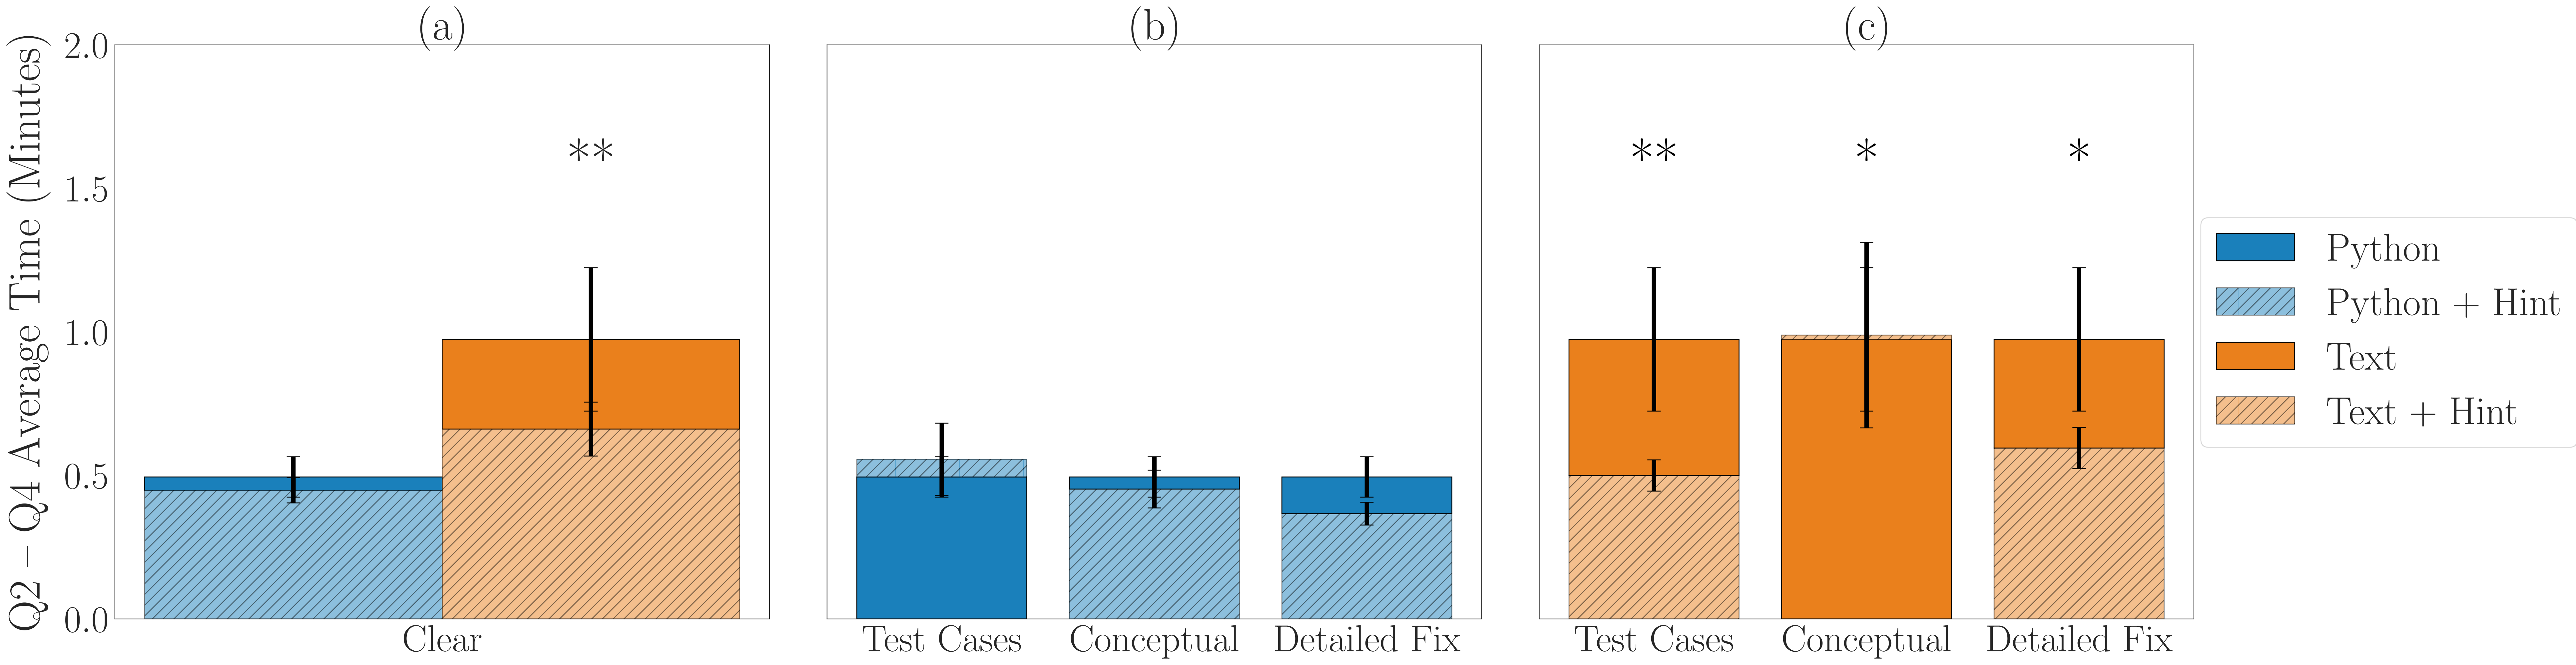 (a)
(b)
(c)
Q2 – Q4 Average Time (Minutes)
2.0
1.5
1.0
0.5
0.0
**
**
*
*
Clear
Test Cases
Conceptual
Detailed Fix
Test Cases
Conceptual
Detailed Fix
Python
Python + Hint
Text
Text + Hint